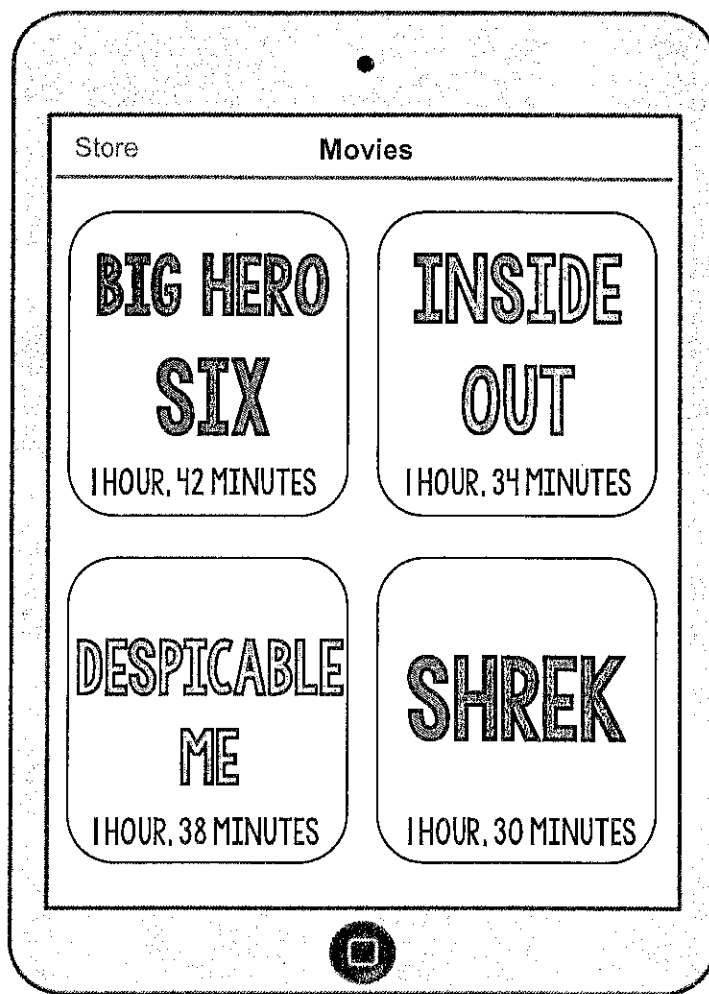 Store
Movies
BIG HERO
SIX
1 HOUR, 42 MINUTES
INSIDE
OUT
1 HOUR, 34 MINUTES
DESPICABLE
ME
1 HOUR, 38 MINUTES
SHREK
1 HOUR, 30 MINUTES